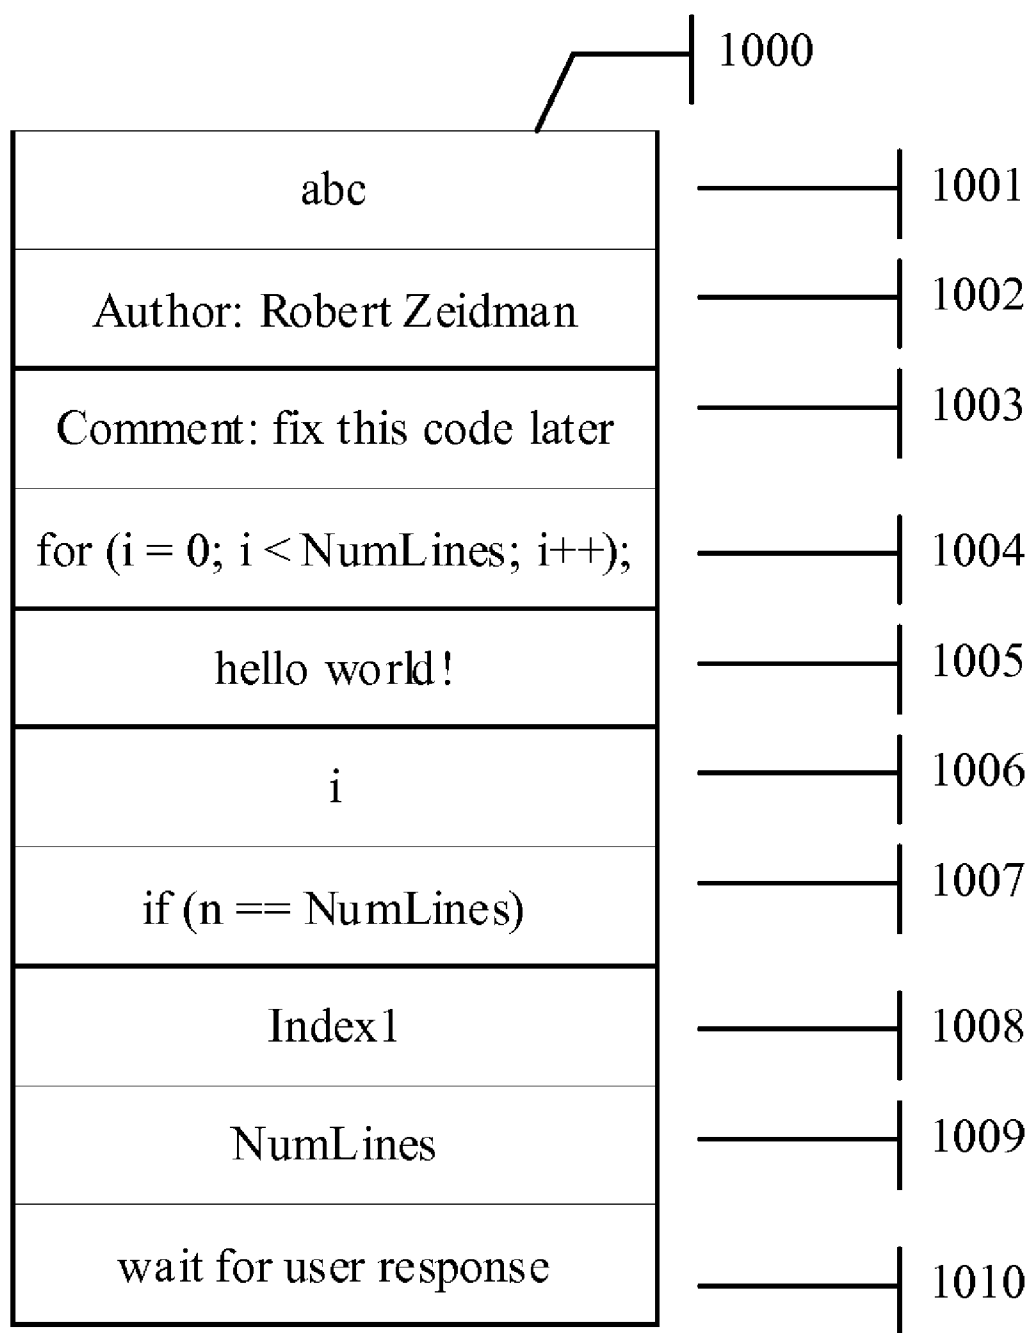 1000
abc
1001
Author: Robert Zeidman
1002
Comment: fix this code later
1003
for (i = 0; i < NumLines; i++);
1004
hello world!
1005
i
1006
if (n == NumLines)
1007
Index1
1008
NumLines
1009
wait for user response
1010